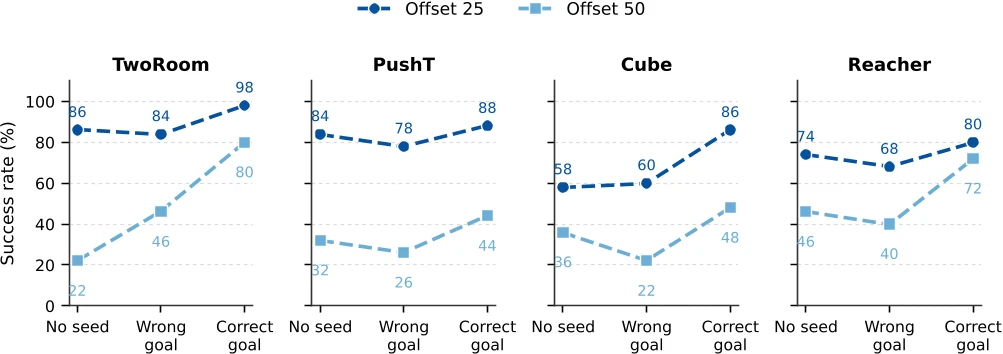 Offset 25 Offset 50
TwoRoom PushT Cube Reacher
Success rate (%)
100
80
60
40
20
0
86 84 98
22 46 80
No seed Wrong goal Correct goal
84 78 88
32 26 44
No seed Wrong goal Correct goal
58 60 86
36 22 48
No seed Wrong goal Correct goal
74 68 80
46 40 72
No seed Wrong goal Correct goal